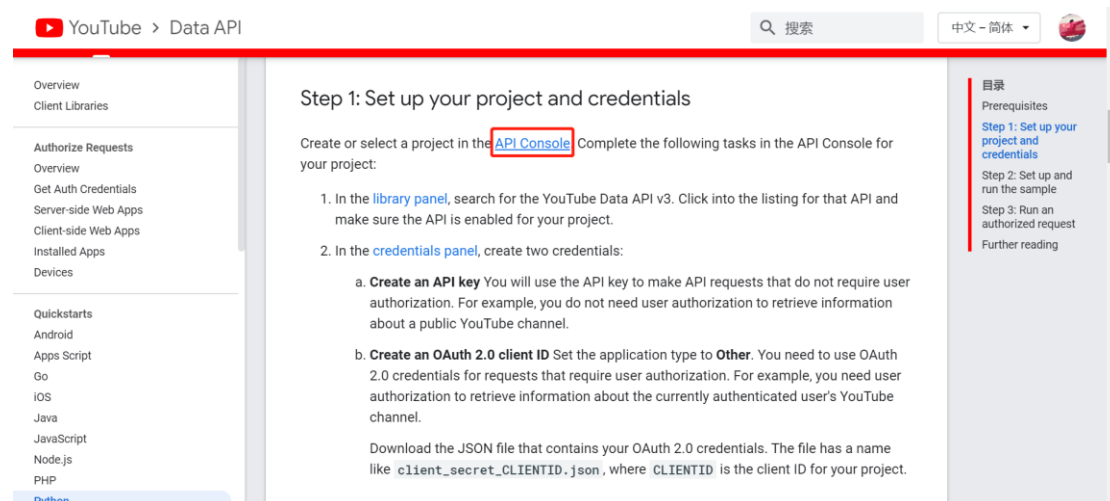 YouTube > Data API
搜索
中文 – 简体
Overview
Client Libraries
Authorize Requests
Overview
Get Auth Credentials
Server-side Web Apps
Client-side Web Apps
Installed Apps
Devices
Quickstarts
Android
Apps Script
Go
iOS
Java
JavaScript
Node.js
PHP
Python
Step 1: Set up your project and credentials
Create or select a project in the API Console. Complete the following tasks in the API Console for
your project:
1. In the library panel, search for the YouTube Data API v3. Click into the listing for that API and
make sure the API is enabled for your project.
2. In the credentials panel, create two credentials:
a. Create an API key You will use the API key to make API requests that do not require user
authorization. For example, you do not need user authorization to retrieve information
about a public YouTube channel.
b. Create an OAuth 2.0 client ID Set the application type to Other. You need to use OAuth
2.0 credentials for requests that require user authorization. For example, you need user
authorization to retrieve information about the currently authenticated user's YouTube
channel.
Download the JSON file that contains your OAuth 2.0 credentials. The file has a name
like client_secret_CLIENTID.json, where CLIENTID is the client ID for your project.
目录
Prerequisites
Step 1: Set up your
project and
credentials
Step 2: Set up and
run the sample
Step 3: Run an
authorized request
Further reading